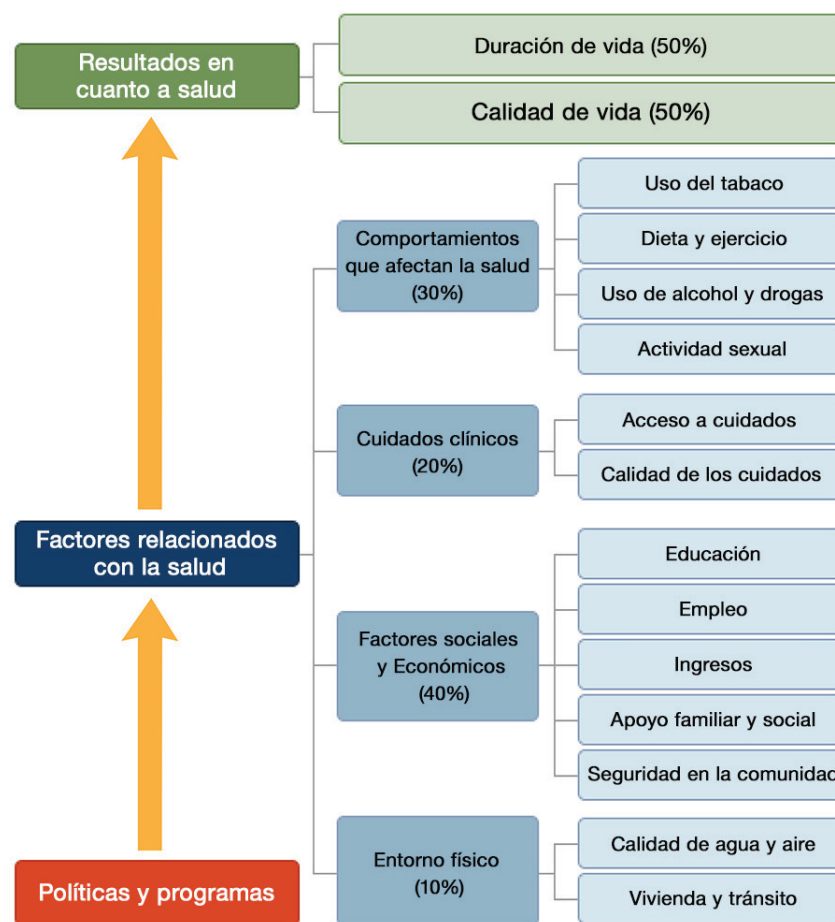 Resultados en
cuanto a salud
Duración de vida (50%)
Calidad de vida (50%)
Factores relacionados
con la salud
Comportamientos
que afectan la salud
(30%)
Uso del tabaco
Dieta y ejercicio
Uso de alcohol y drogas
Actividad sexual
Cuidados clínicos
(20%)
Acceso a cuidados
Calidad de los cuidados
Factores sociales
y Económicos
(40%)
Educación
Empleo
Ingresos
Apoyo familiar y social
Seguridad en la comunidad
Entorno físico
(10%)
Calidad de agua y aire
Vivienda y tránsito
Políticas y programas